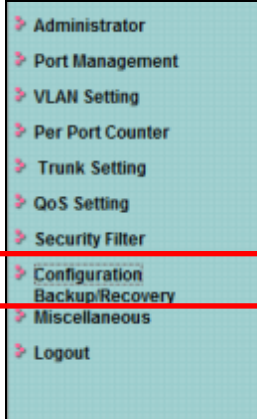 Administrator
Port Management
VLAN Setting
Per Port Counter
Trunk Setting
QoS Setting
Security Filter
Configuration
Backup/Recovery
Miscellaneous
Logout